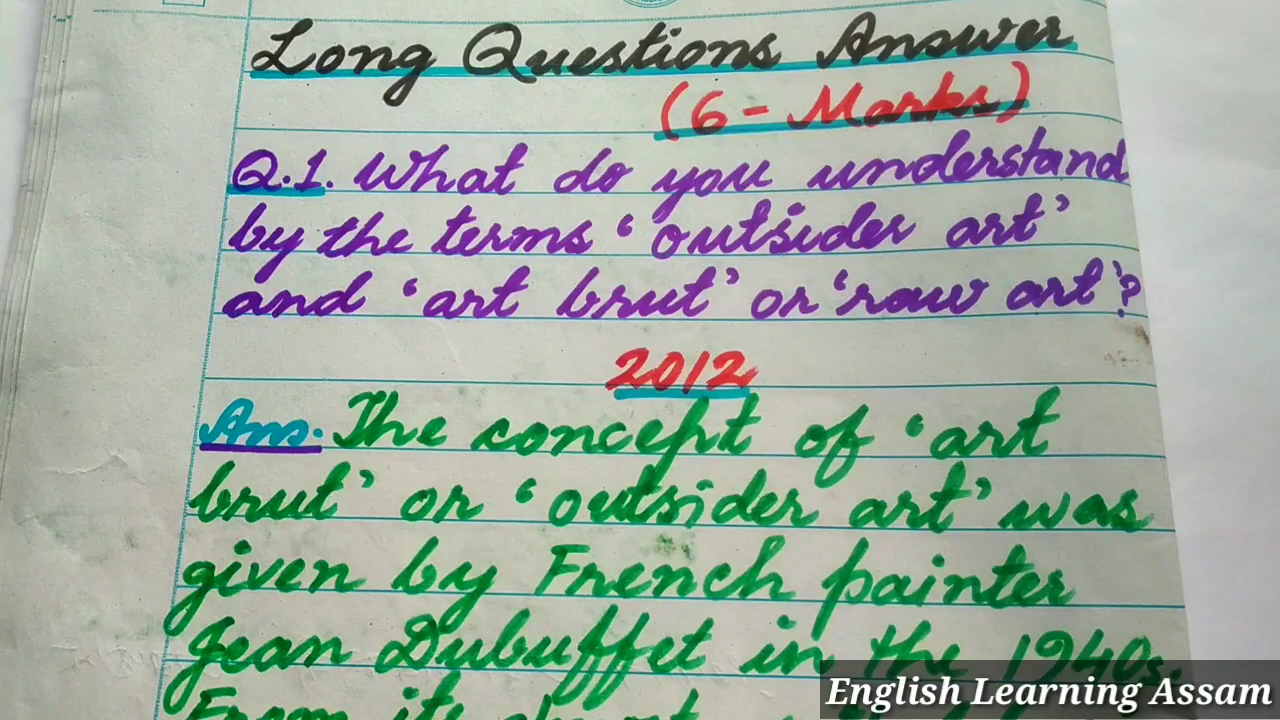 Long Questions Answer
(6 - Marks)
Q.1. What do you understand
by the terms ‘outsider art’
and ‘art brut’ or ‘raw art’?
2012
Ans. The concept of ‘art
brut’ or ‘outsider art’ was
given by French painter
Jean Dubuffet in the 1940s.
From its
English Learning Assam